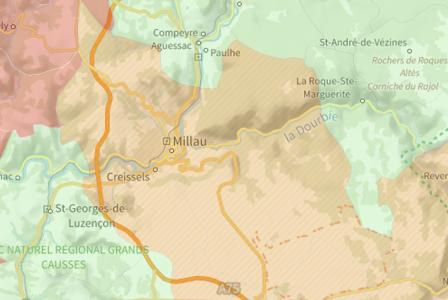 Compeyre
Aguessac
Paulhe
St-André-de-Vézines
Rochers de Roques
Altès
Corniche du Rajol
La Roque-Ste-
Marguerite
la Dourbie
Millau
Creissels
St-Georges-de-
Luzençon
C NATUREL RÉGIONAL GRANDS
CAUSSES
A75